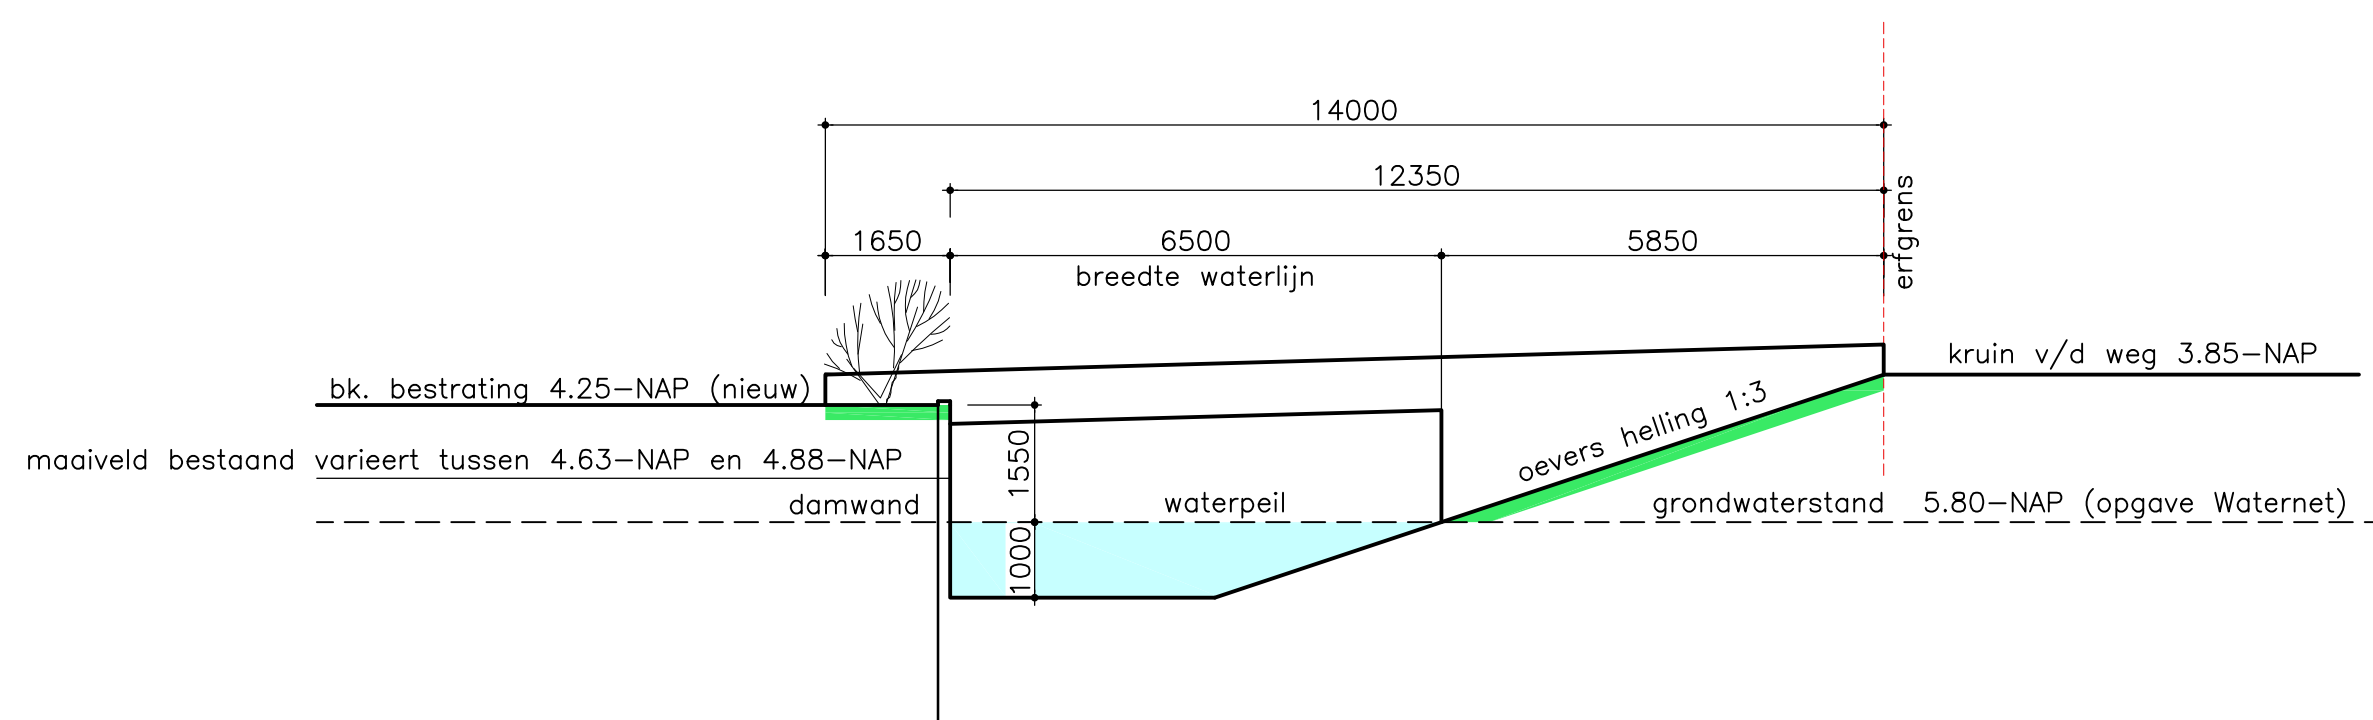 14000
12350
1650
6500
5850
breedte waterlijn
erfgrens
bk. bestrating 4.25-NAP (nieuw)
kruin v/d weg 3.85-NAP
oevers helling 1:3
maaiveld bestaand varieert tussen 4.63-NAP en 4.88-NAP
1550
damwand
waterpeil
grondwaterstand 5.80-NAP (opgave Waternet)
1000